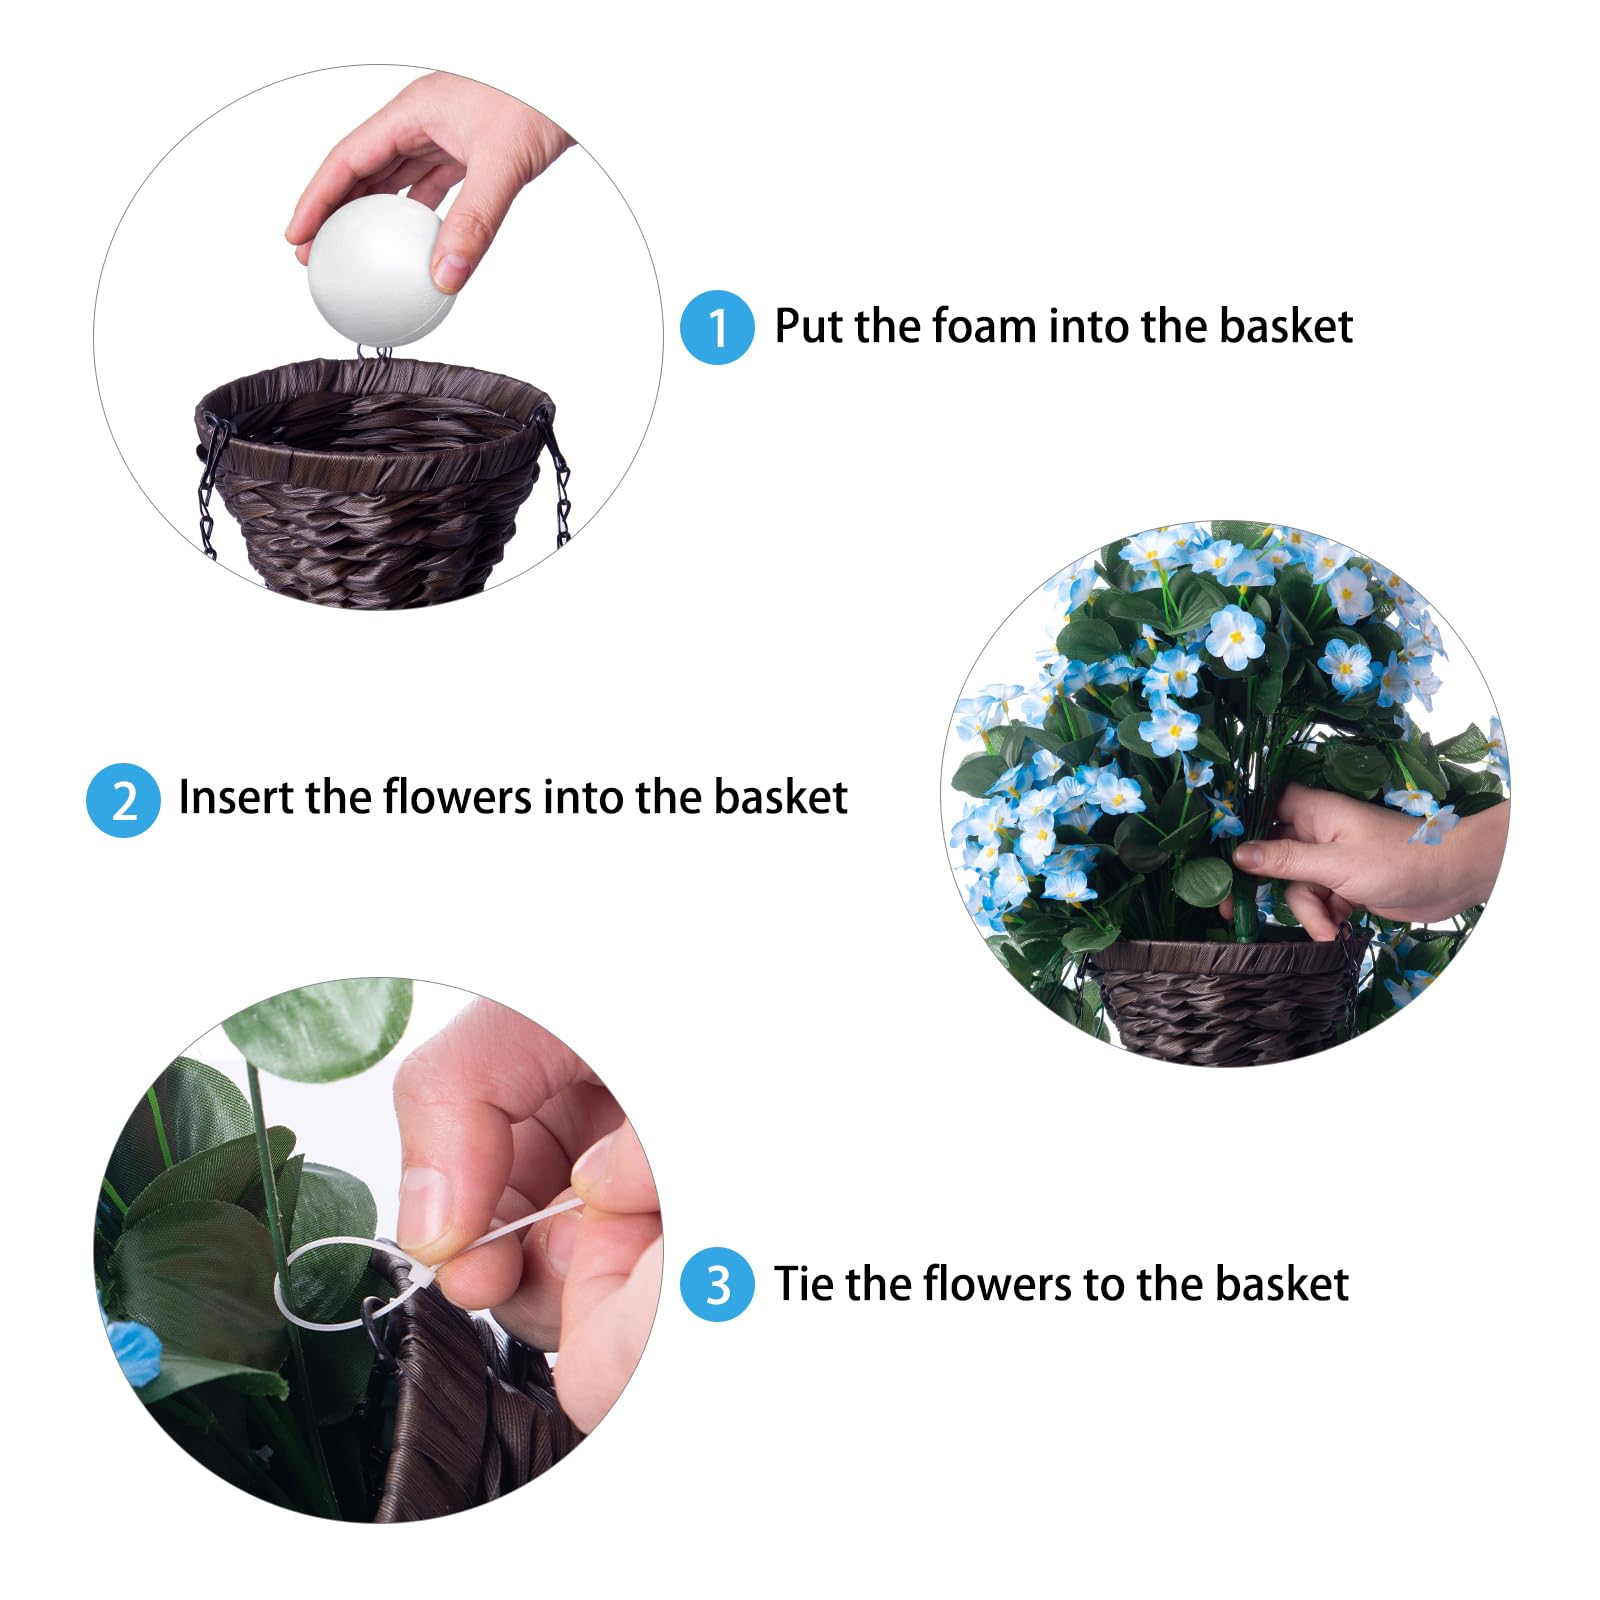 1 Put the foam into the basket
2 Insert the flowers into the basket
3 Tie the flowers to the basket